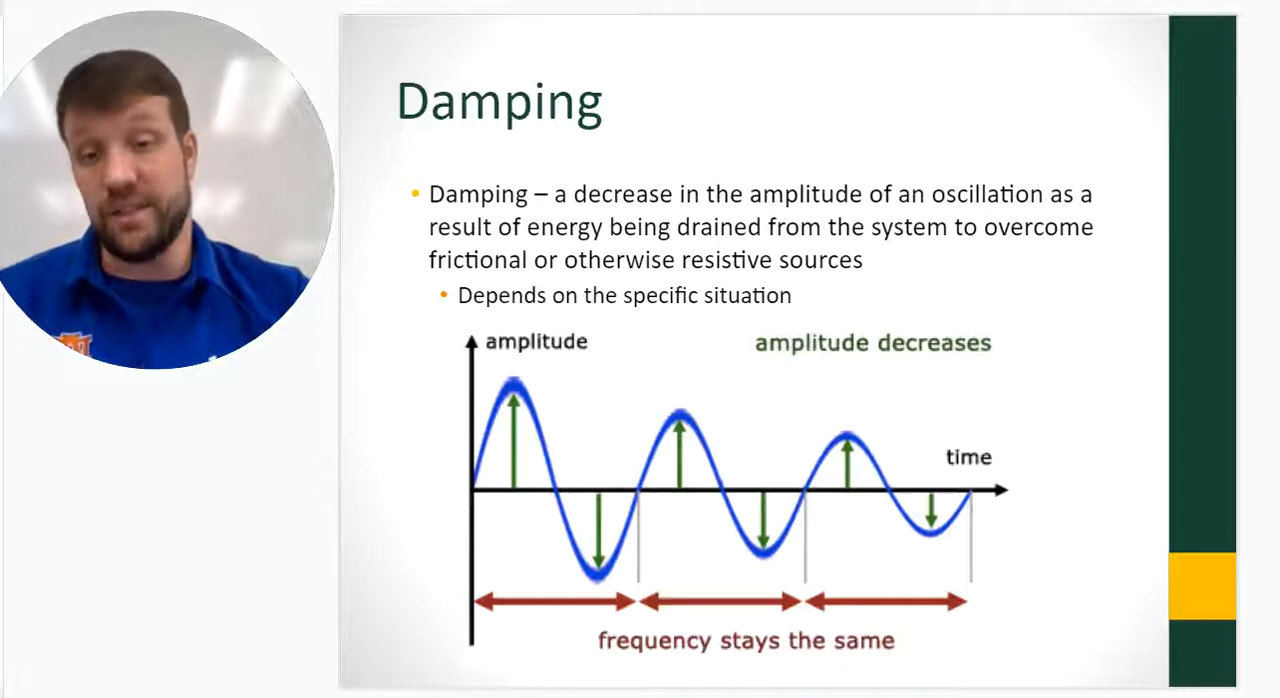 Damping
• Damping – a decrease in the amplitude of an oscillation as a
result of energy being drained from the system to overcome
frictional or otherwise resistive sources
• Depends on the specific situation
amplitude
amplitude decreases
time
frequency stays the same